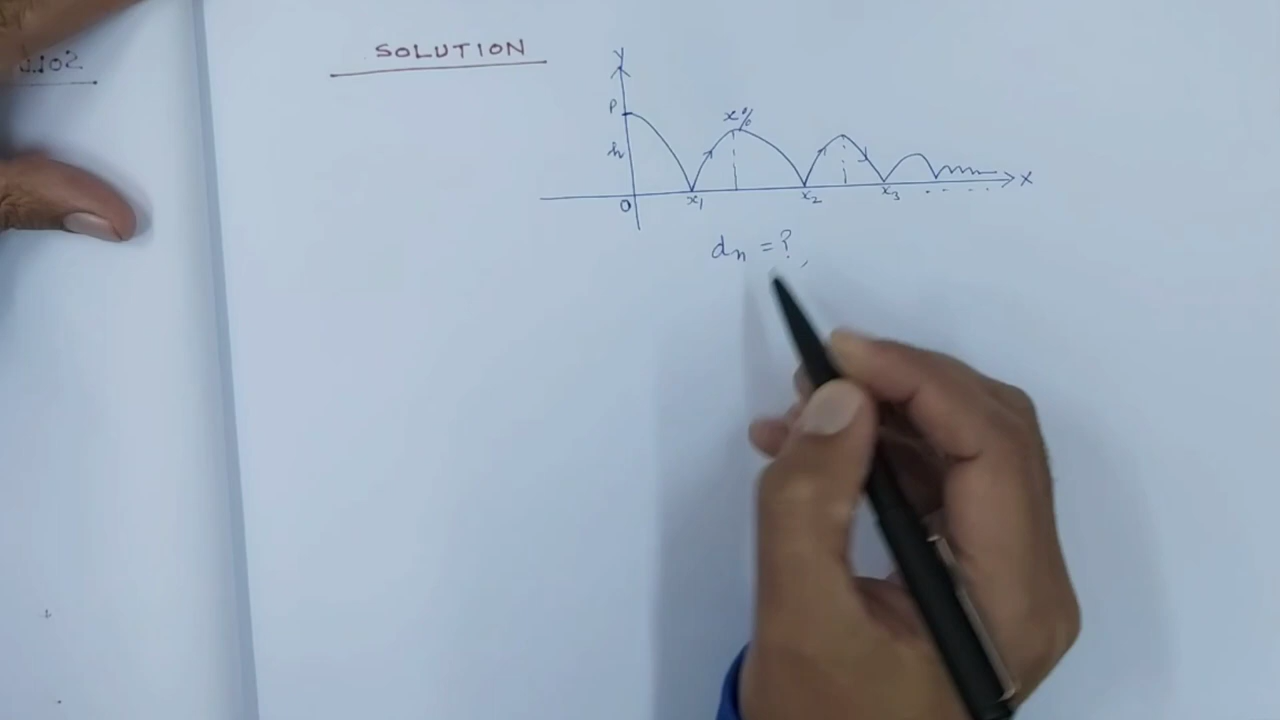 SOLUTION
y
P
x%
h
x
0
x₁
x₂
x₃
dₙ = ?,